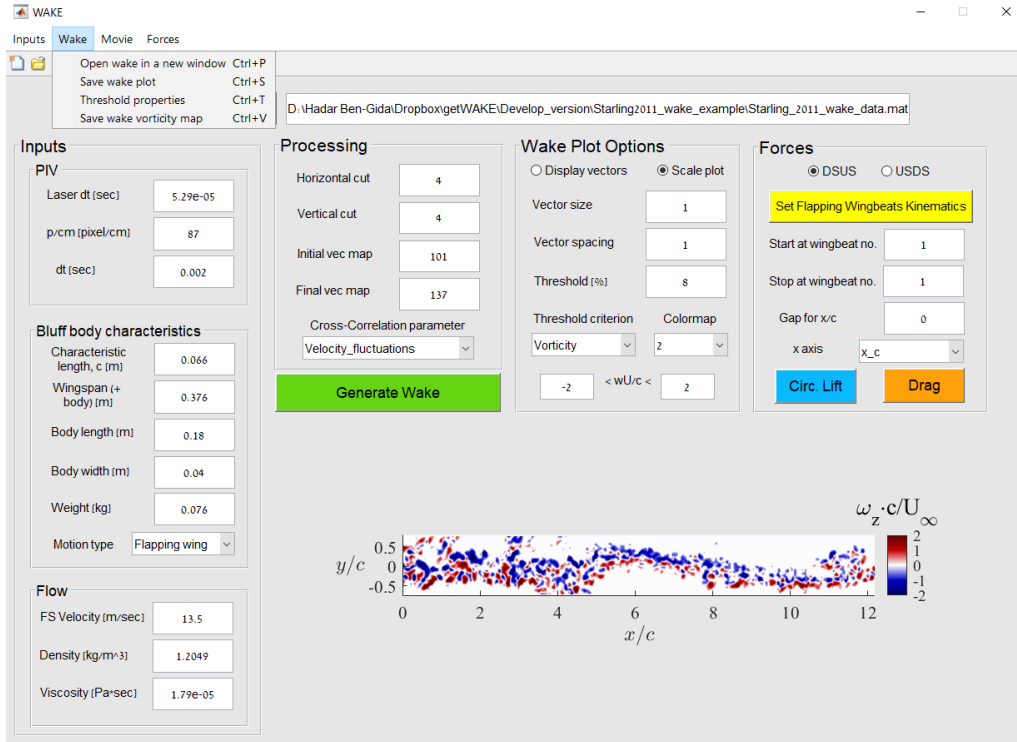 WAKE
Inputs Wake Movie Forces
Open wake in a new window Ctrl+P
Save wake plot Ctrl+S
Threshold properties Ctrl+T
Save wake vorticity map Ctrl+V
D:\Hadar Ben-Gida\Dropbox\getWAKE\Develop_version\Starling2011_wake_example\Starling_2011_wake_data.mat
Inputs
PIV
Laser dt [sec] 5.29e-05
p/cm [pixel/cm] 87
dt [sec] 0.002
Bluff body characteristics
Characteristic
length, c [m] 0.066
Wingspan (+
body) [m] 0.376
Body length [m] 0.18
Body width [m] 0.04
Weight [kg] 0.076
Motion type Flapping wing
Flow
FS Velocity [m/sec] 13.5
Density [kg/m^3] 1.2049
Viscosity [Pa*sec] 1.79e-05
Processing
Horizontal cut 4
Vertical cut 4
Initial vec map 101
Final vec map 137
Cross-Correlation parameter
Velocity_fluctuations
Generate Wake
Wake Plot Options
Display vectors Scale plot
Vector size 1
Vector spacing 1
Threshold [%] 8
Threshold criterion Colormap
Vorticity 2
-2 < wU/c < 2
Forces
DSUS USDS
Set Flapping Wingbeats Kinematics
Start at wingbeat no. 1
Stop at wingbeat no. 1
Gap for x/c 0
x axis x_c
Circ. Lift Drag
ω_z·c/U_∞
2
1
0
-1
-2
y/c
0.5
0
-0.5
0 2 4 6 8 10 12
x/c